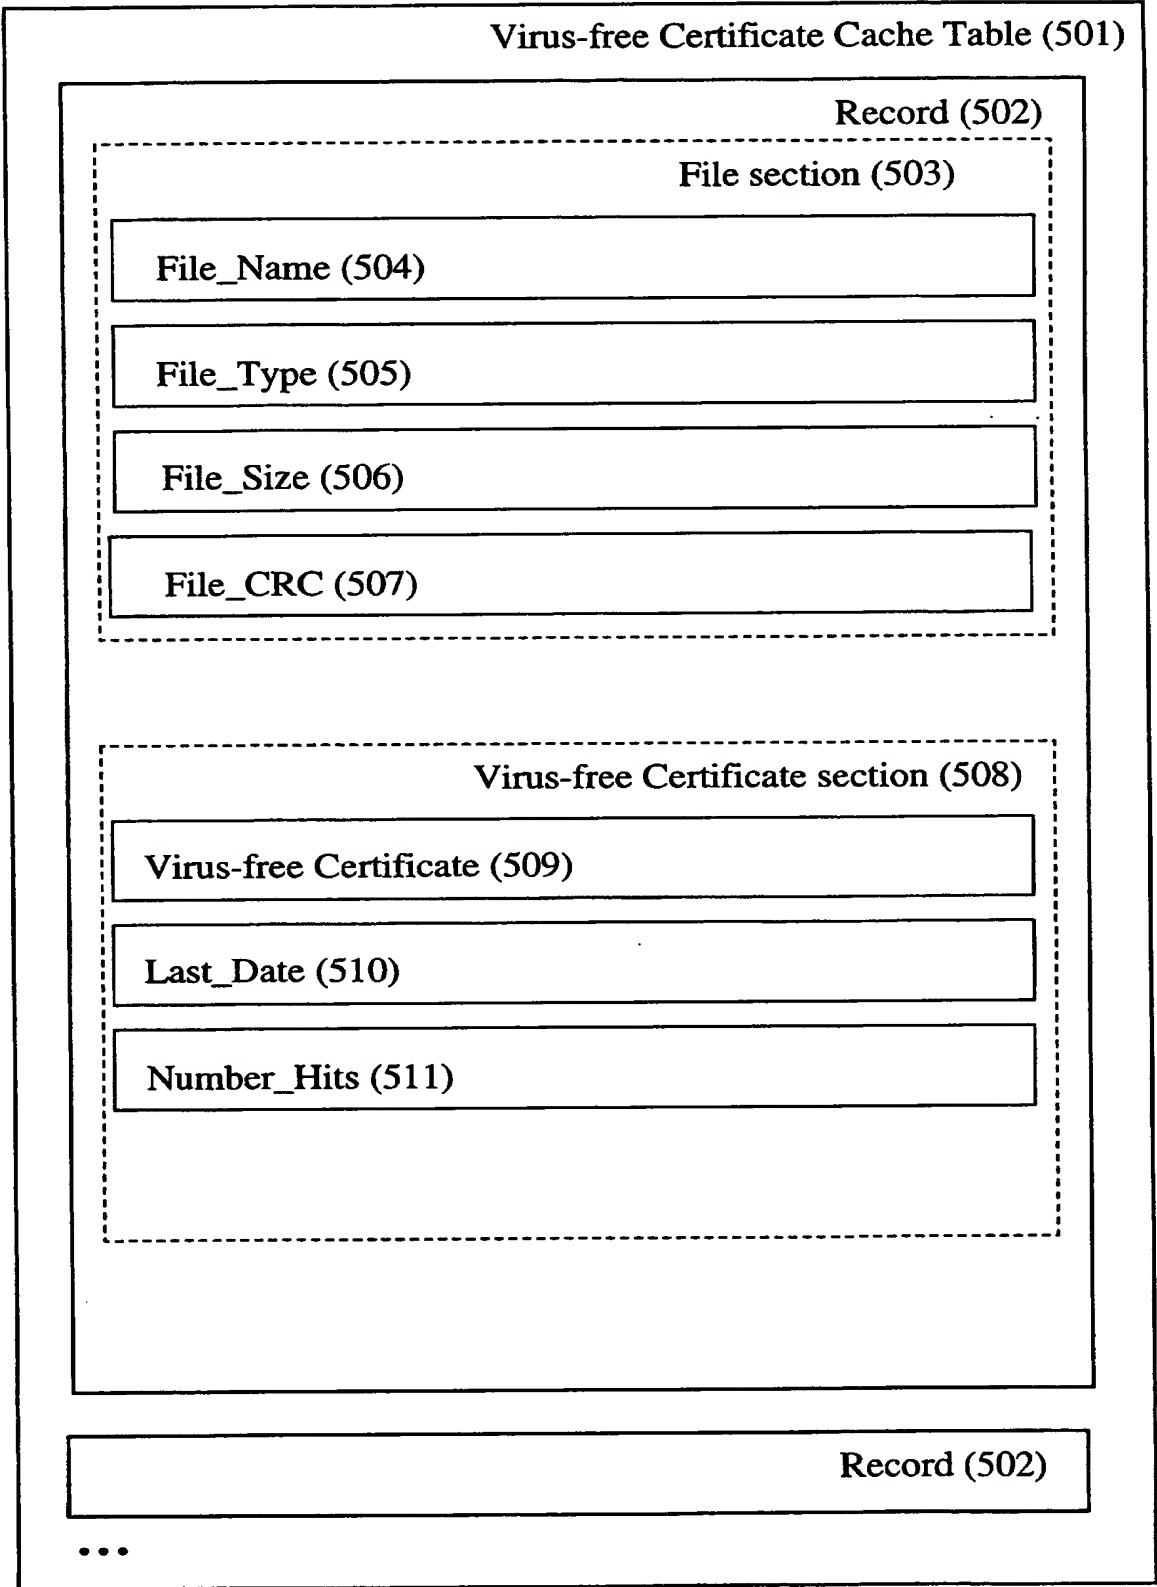 Virus-free Certificate Cache Table (501)
Record (502)
File section (503)
File_Name (504)
File_Type (505)
File_Size (506)
File_CRC (507)
Virus-free Certificate section (508)
Virus-free Certificate (509)
Last_Date (510)
Number_Hits (511)
Record (502)
...